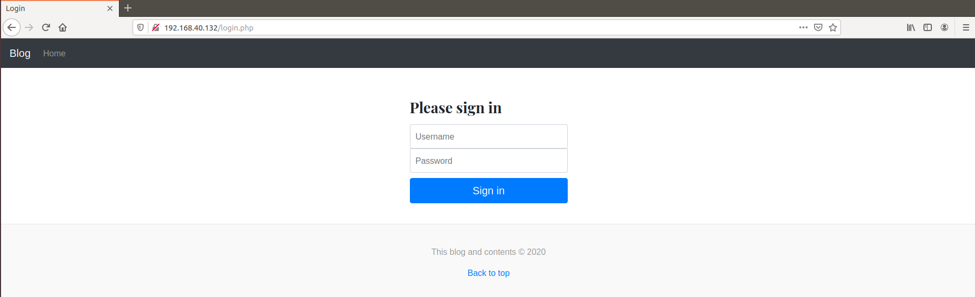 Login
192.168.40.132/login.php
Blog Home
Please sign in
Username
Password
Sign in
This blog and contents © 2020
Back to top